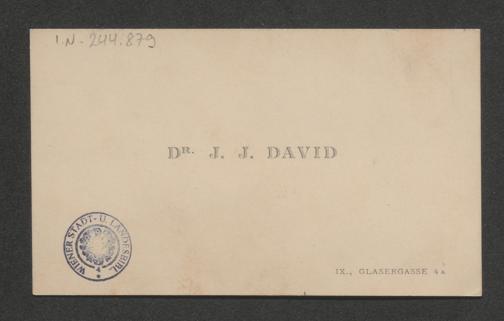 I.N. 244.879
DR. J. J. DAVID
WIENER STADT- U. LANDESBIBL.
IX., GLASERGASSE 4A